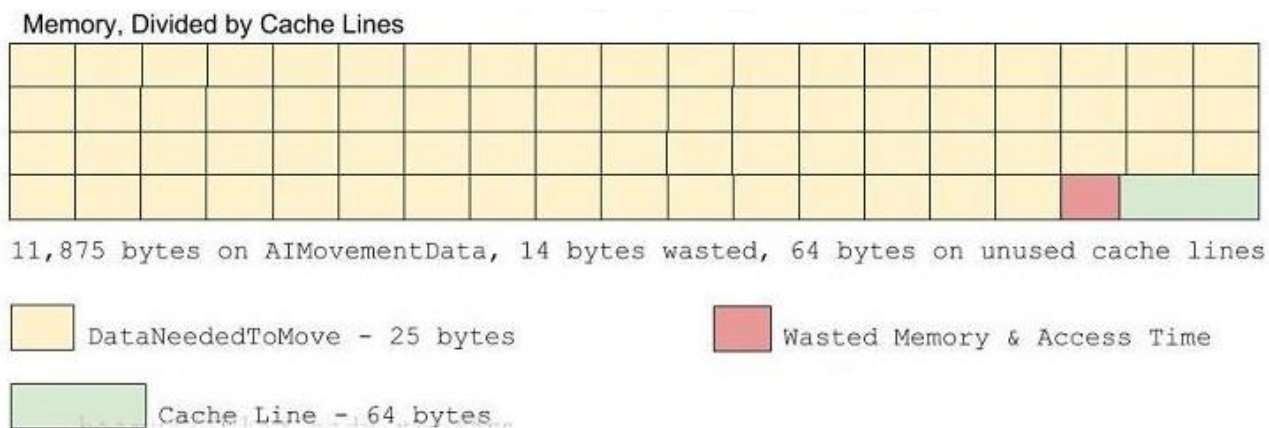 Memory, Divided by Cache Lines
11,875 bytes on AIMovementData, 14 bytes wasted, 64 bytes on unused cache lines
DataNeededToMove - 25 bytes
Wasted Memory & Access Time
Cache Line - 64 bytes